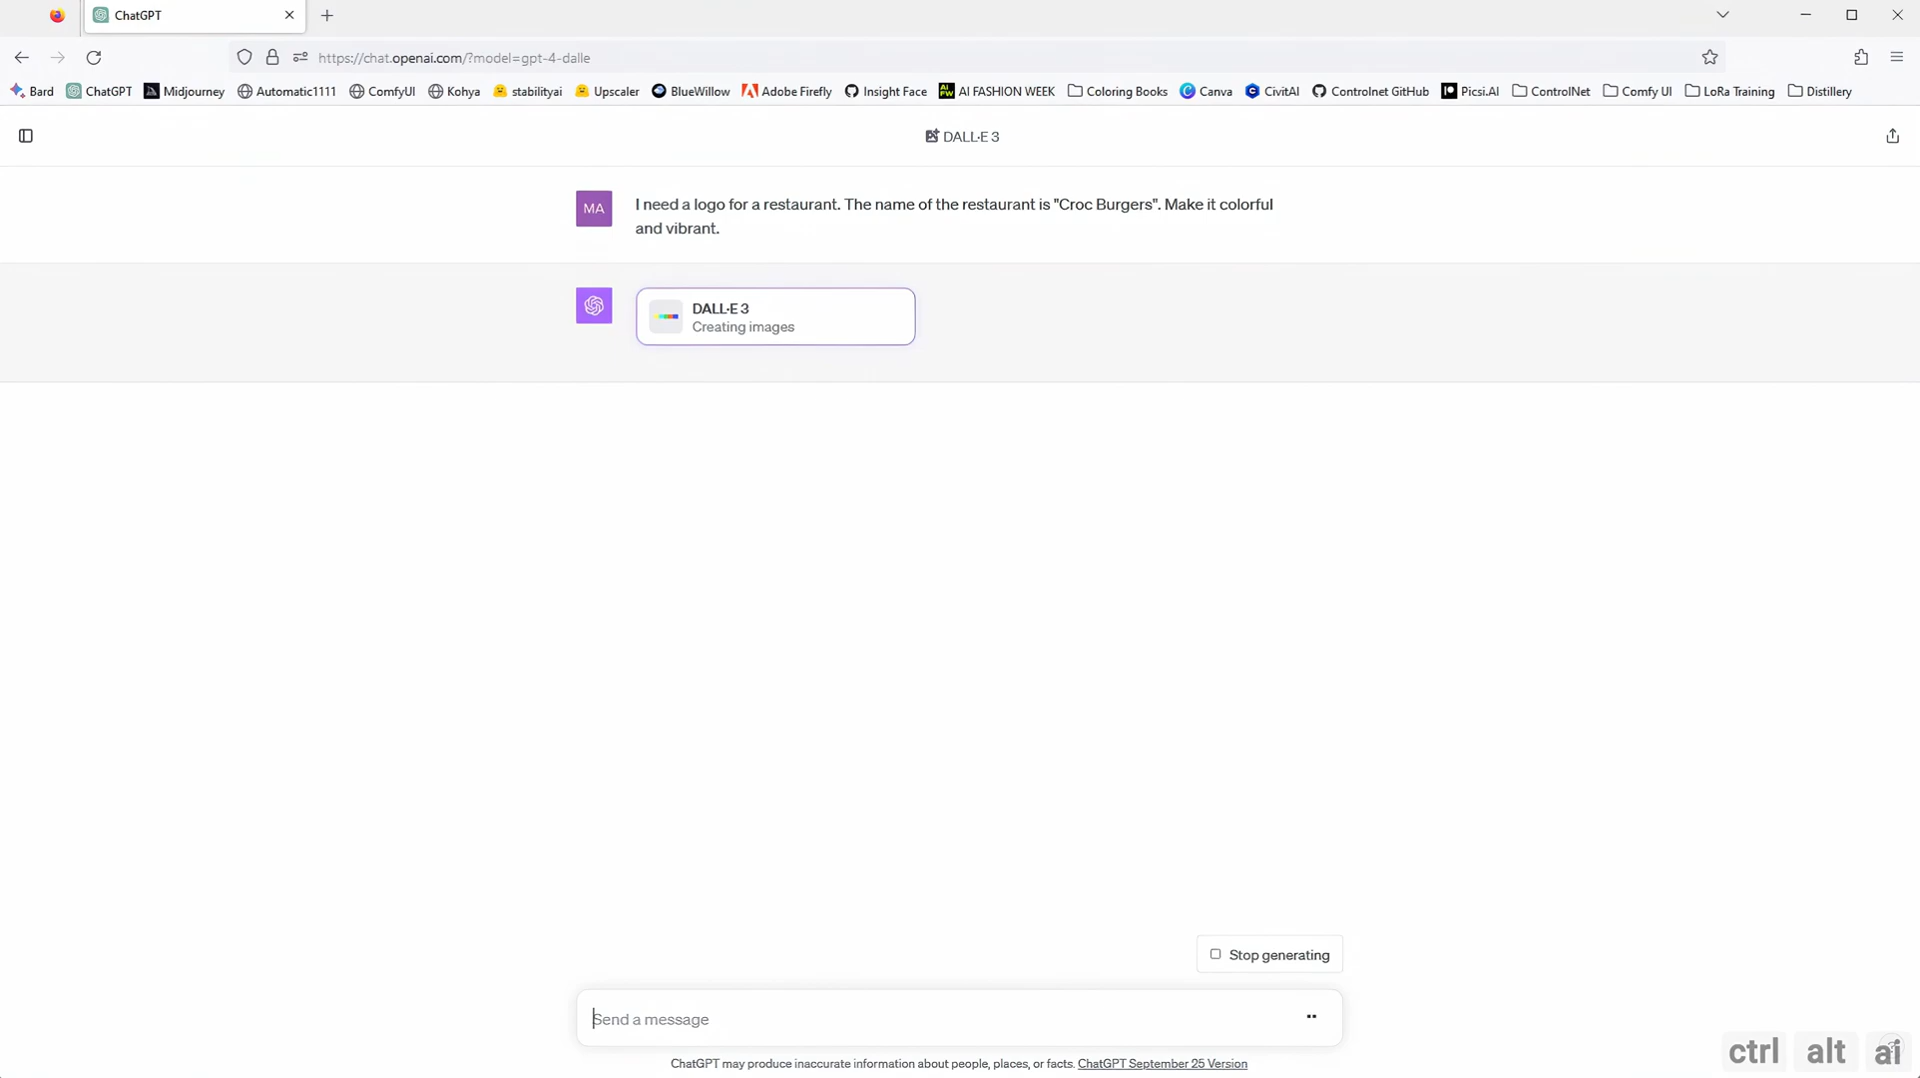 ChatGPT
https://chat.openai.com/?model=gpt-4-dalle
Bard ChatGPT Midjourney Automatic1111 ComfyUI Kohya stabilityai Upscaler BlueWillow Adobe Firefly Insight Face AI FASHION WEEK Coloring Books Canva CivitAI Controlnet GitHub Picsi.AI ControlNet Comfy UI LoRa Training Distillery
DALL·E 3
MA
I need a logo for a restaurant. The name of the restaurant is "Croc Burgers". Make it colorful
and vibrant.
DALL·E 3
Creating images
Stop generating
Send a message
ChatGPT may produce inaccurate information about people, places, or facts. ChatGPT September 25 Version
ctrl alt ai